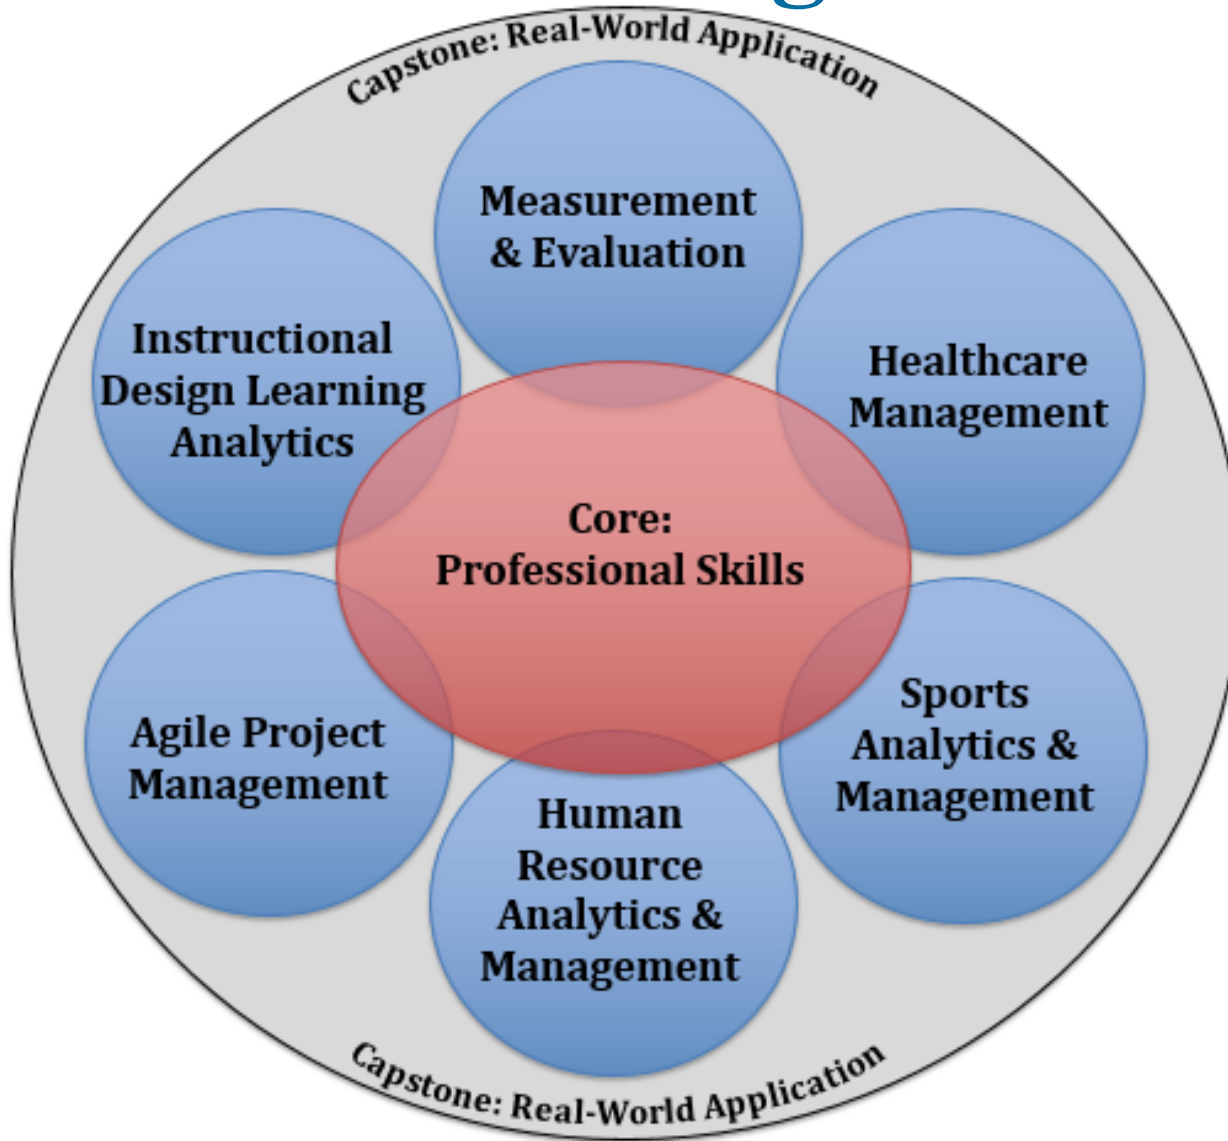 Capstone: Real-World Application
Measurement
& Evaluation
Instructional
Design Learning
Analytics
Healthcare
Management
Core:
Professional Skills
Agile Project
Management
Sports
Analytics &
Management
Human
Resource
Analytics &
Management
Capstone: Real-World Application